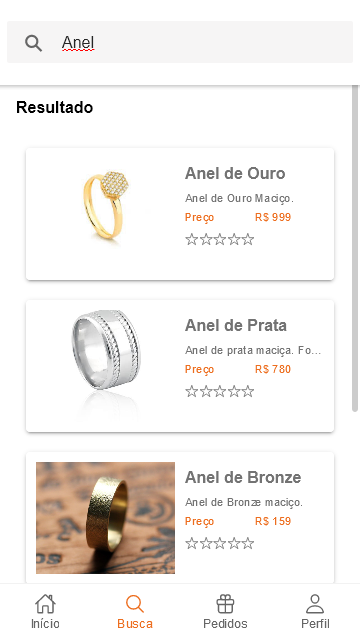 Anel
Resultado
Anel de Ouro
Anel de Ouro Maciço.
Preço R$ 999
Anel de Prata
Anel de prata maciça. Fo...
Preço R$ 780
Anel de Bronze
Anel de Bronze maciço.
Preço R$ 159
Início Busca Pedidos Perfil